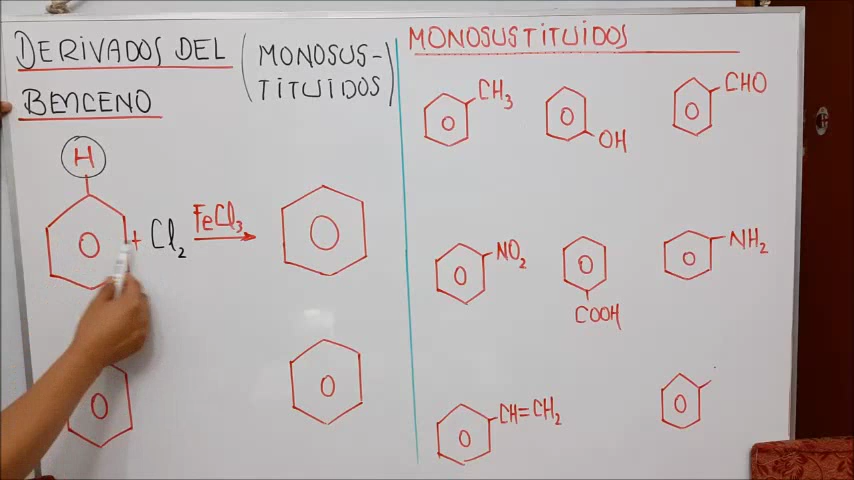 DERIVADOS DEL
BENCENO
(MONOSUS-
TITUIDOS)
H
+ Cl2
FeCl3
MONOSUSTITUIDOS
CH3
OH
CHO
NO2
COOH
NH2
CH=CH2